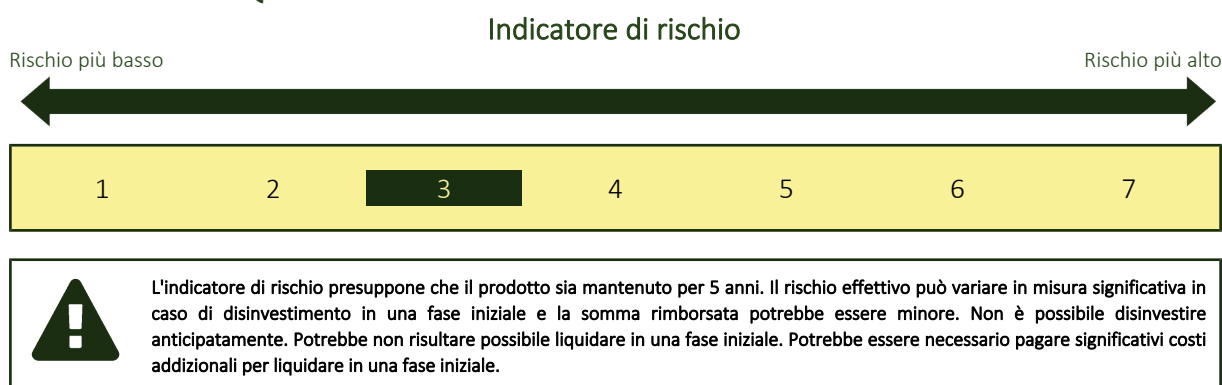 Indicatore di rischio
Rischio più basso
Rischio più alto
1 2 3 4 5 6 7
L'indicatore di rischio presuppone che il prodotto sia mantenuto per 5 anni. Il rischio effettivo può variare in misura significativa in
caso di disinvestimento in una fase iniziale e la somma rimborsata potrebbe essere minore. Non è possibile disinvestire
anticipatamente. Potrebbe non risultare possibile liquidare in una fase iniziale. Potrebbe essere necessario pagare significativi costi
addizionali per liquidare in una fase iniziale.